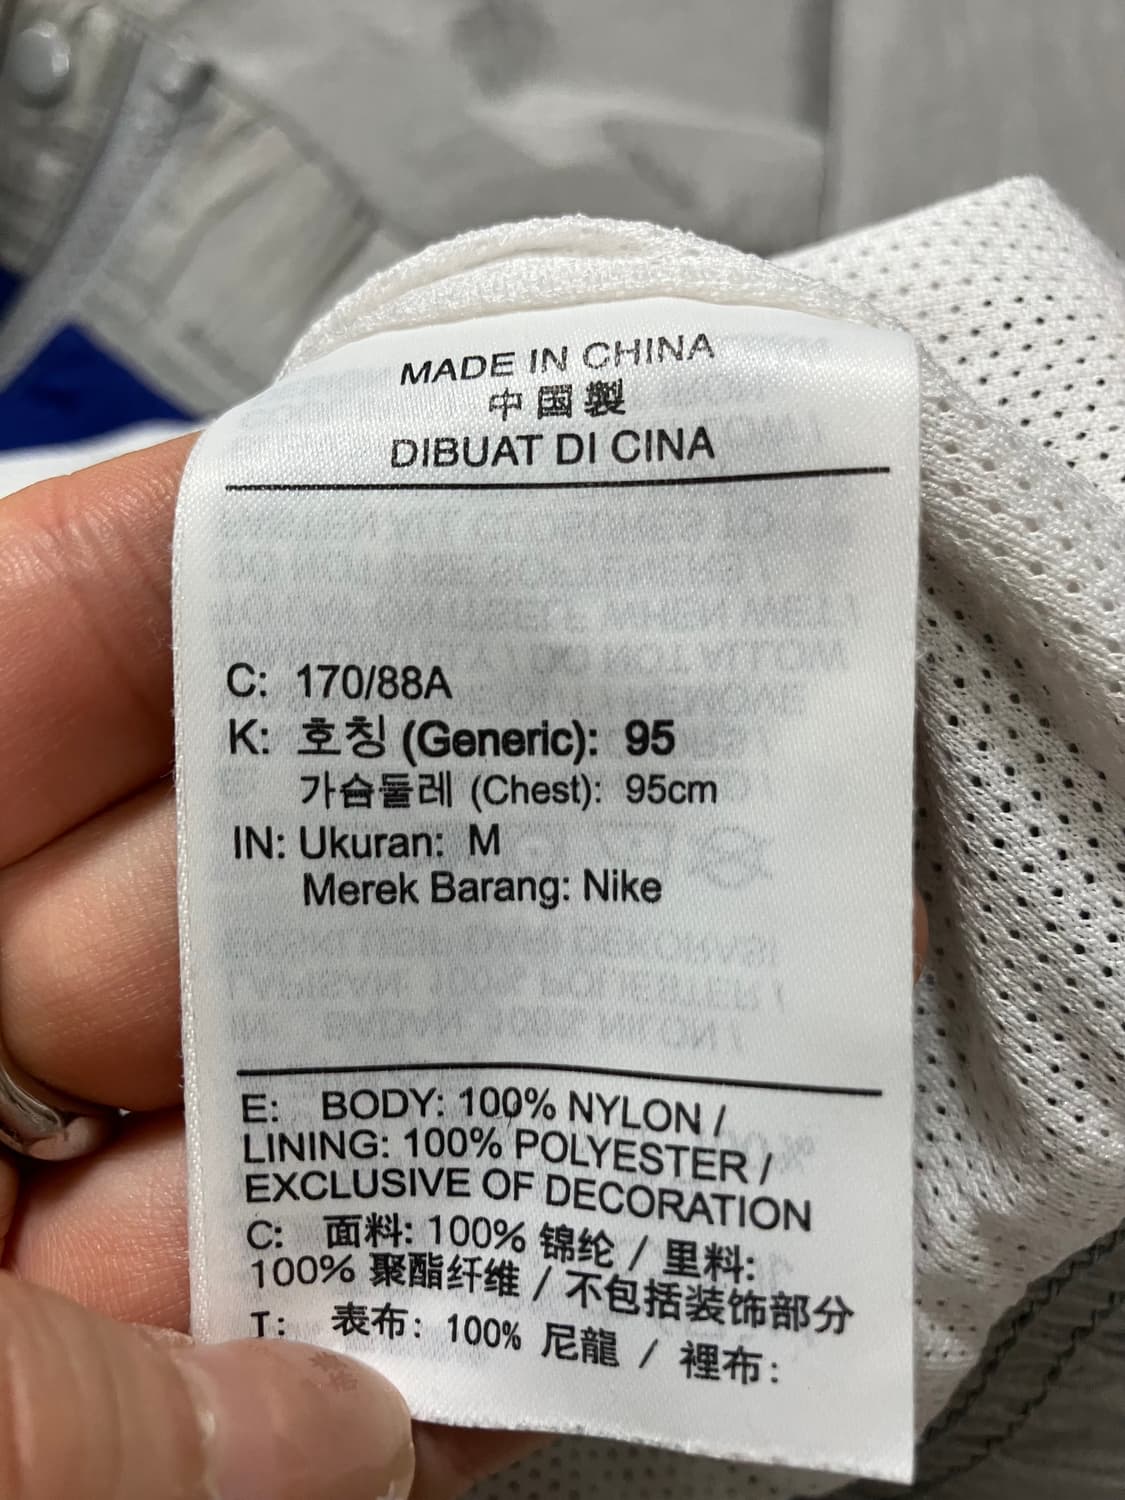 MADE IN CHINA
中国製
DIBUAT DI CINA
C: 170/88A
K: 호칭 (Generic): 95
가슴둘레 (Chest): 95cm
IN: Ukuran: M
Merek Barang: Nike
E: BODY: 100% NYLON /
LINING: 100% POLYESTER /
EXCLUSIVE OF DECORATION
C: 面料: 100% 锦纶 / 里料:
100% 聚酯纤维 / 不包括装饰部分
T: 表布: 100% 尼龍 / 裡布: